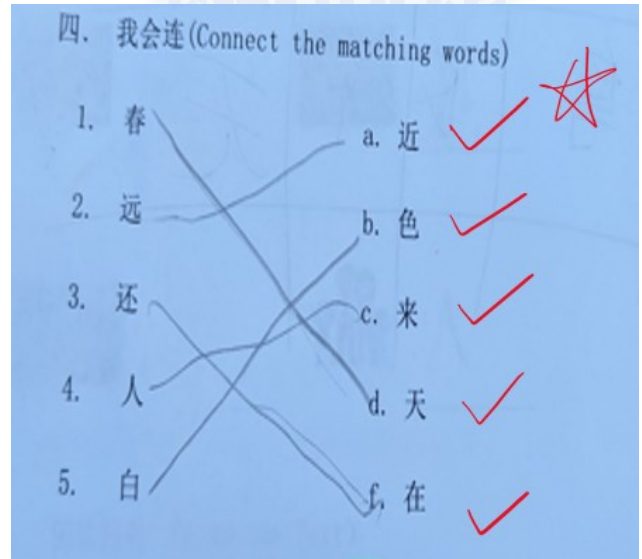 四. 我会连(Connect the matching words)
1. 春 a. 近
2. 远 b. 色
3. 还 c. 来
4. 人 d. 天
5. 白 f. 在